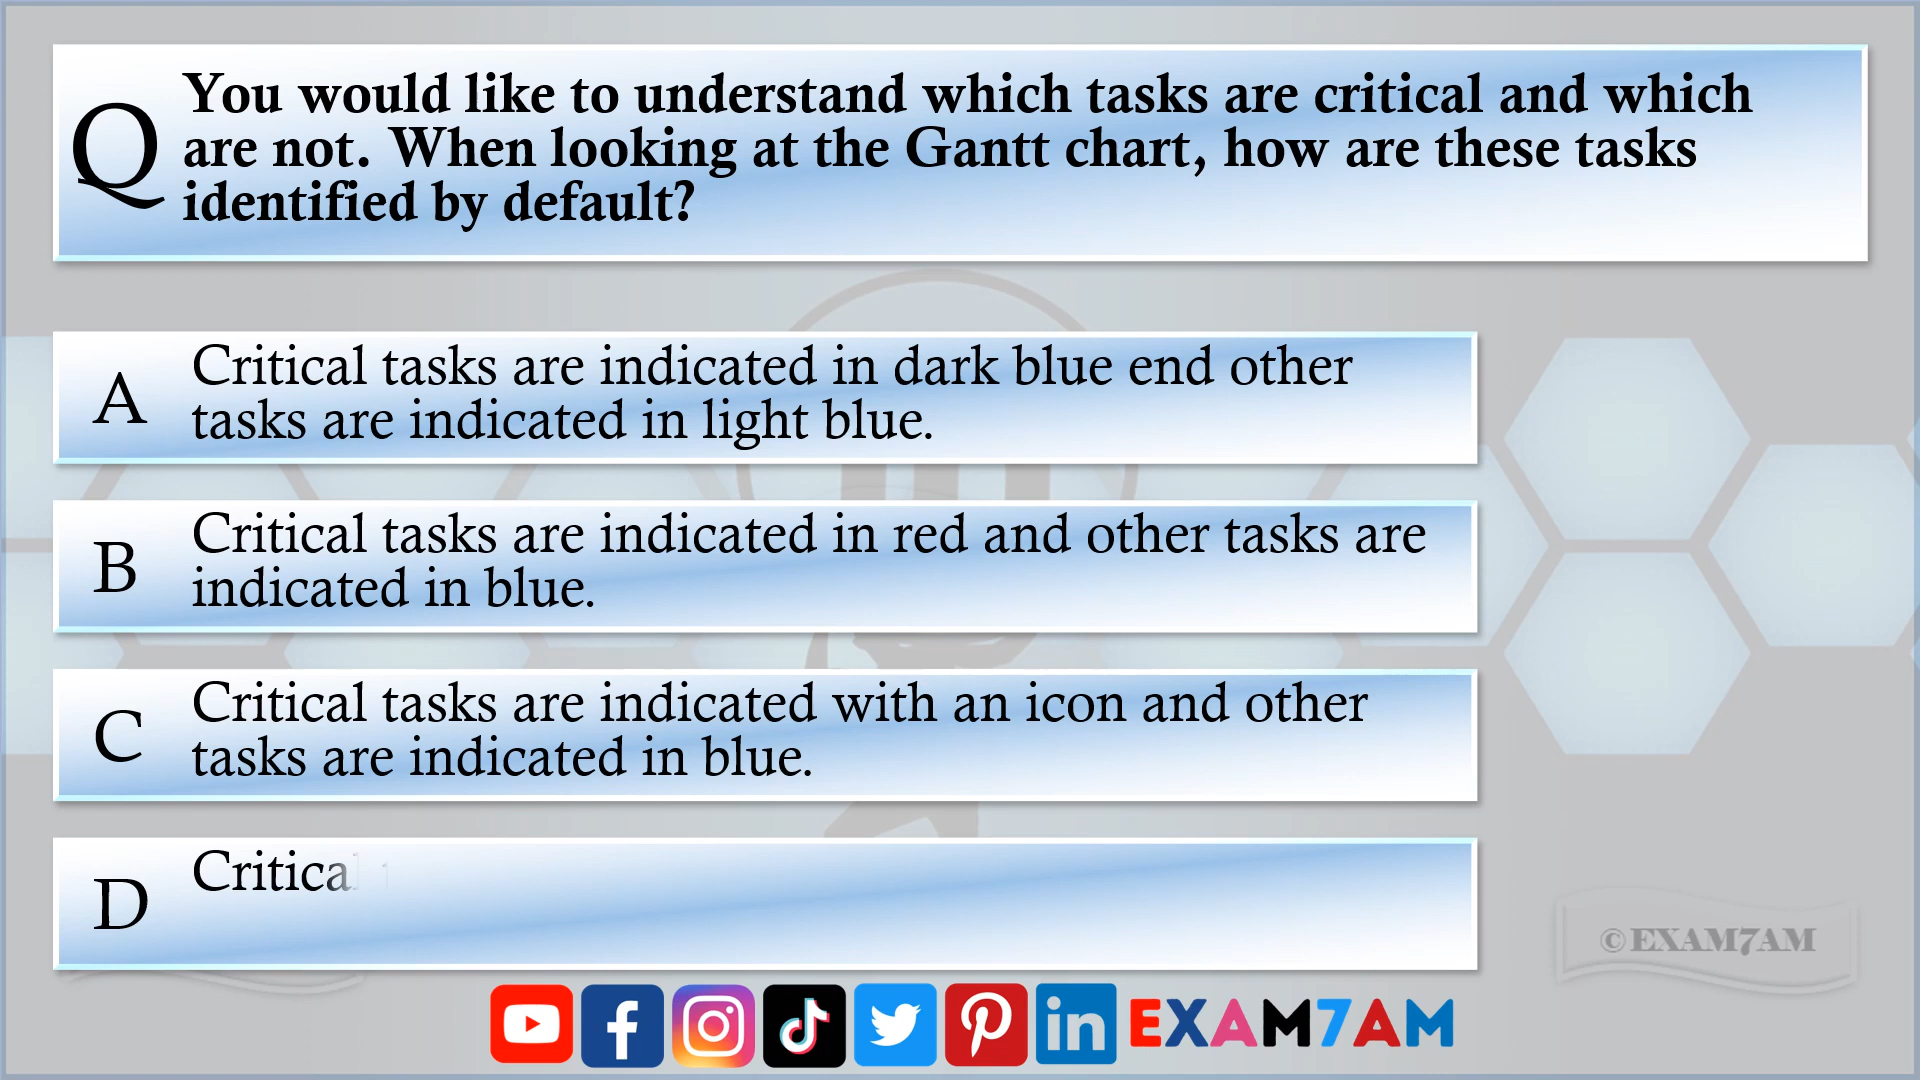 Q
You would like to understand which tasks are critical and which
are not. When looking at the Gantt chart, how are these tasks
identified by default?
A
Critical tasks are indicated in dark blue end other
tasks are indicated in light blue.
B
Critical tasks are indicated in red and other tasks are
indicated in blue.
C
Critical tasks are indicated with an icon and other
tasks are indicated in blue.
D
Critical
© EXAM7AM
EXAM7AM